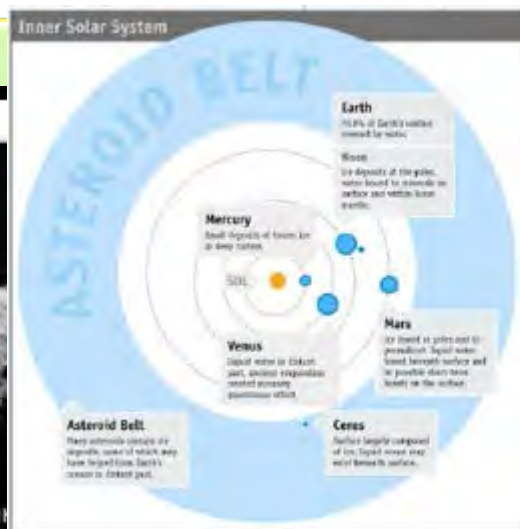 Inner Solar System
ASTEROID BELT
Earth
70.8% of Earth's surface
covered by water.
Moon
Ice deposits at the poles,
water bound to minerals on
surface and within lunar
mantle.
Mercury
Small deposits of frozen ice
in deep craters.
SOL
Mars
Ice found at poles and in
permafrost. Liquid water
found beneath surface and
in possible short-term
bursts on the surface.
Venus
Liquid water in distant
past, ancient evaporation
created runaway
greenhouse effect.
Asteroid Belt
Many asteroids contain ice
deposits, some of which may
have helped form Earth's
oceans in distant past.
Ceres
Surface largely composed
of ice, liquid ocean may
exist beneath surface.